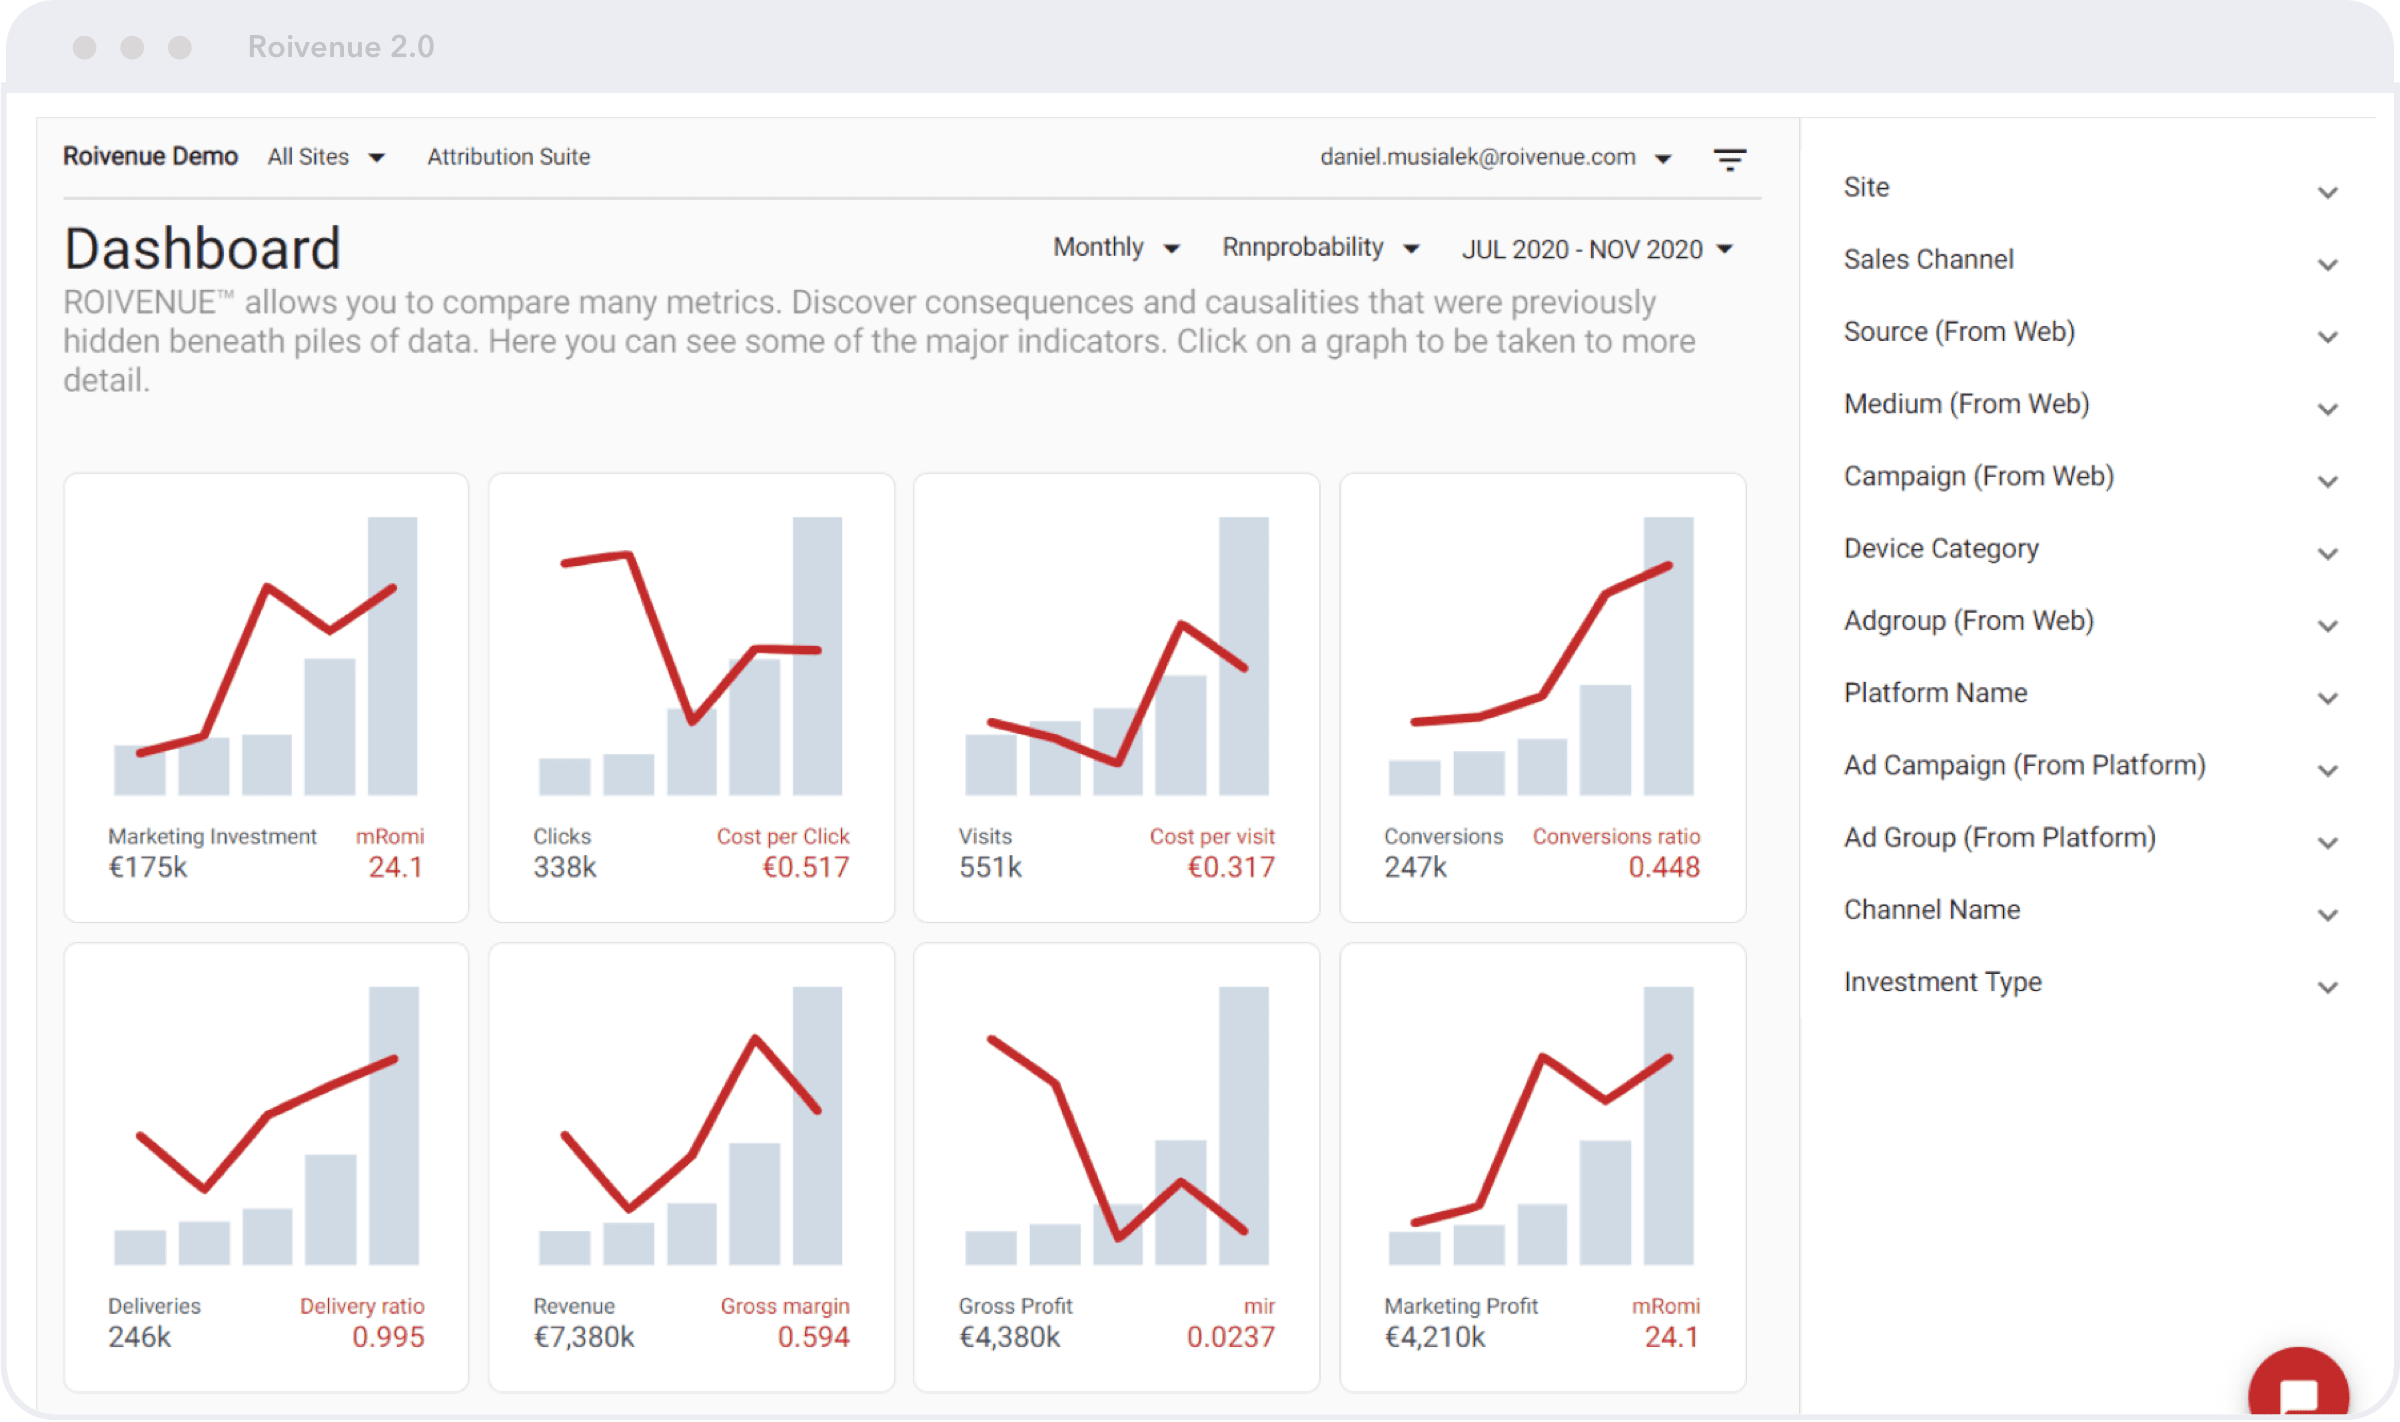 Roivenue 2.0
Roivenue Demo All Sites Attribution Suite daniel.musialek@roivenue.com
Dashboard Monthly Rnnprobability JUL 2020 - NOV 2020
ROIVENUE™ allows you to compare many metrics. Discover consequences and causalities that were previously
hidden beneath piles of data. Here you can see some of the major indicators. Click on a graph to be taken to more
detail.
Marketing Investment mRomi
€175k 24.1
Clicks Cost per Click
338k €0.517
Visits Cost per visit
551k €0.317
Conversions Conversions ratio
247k 0.448
Deliveries Delivery ratio
246k 0.995
Revenue Gross margin
€7,380k 0.594
Gross Profit mir
€4,380k 0.0237
Marketing Profit mRomi
€4,210k 24.1
Site
Sales Channel
Source (From Web)
Medium (From Web)
Campaign (From Web)
Device Category
Adgroup (From Web)
Platform Name
Ad Campaign (From Platform)
Ad Group (From Platform)
Channel Name
Investment Type